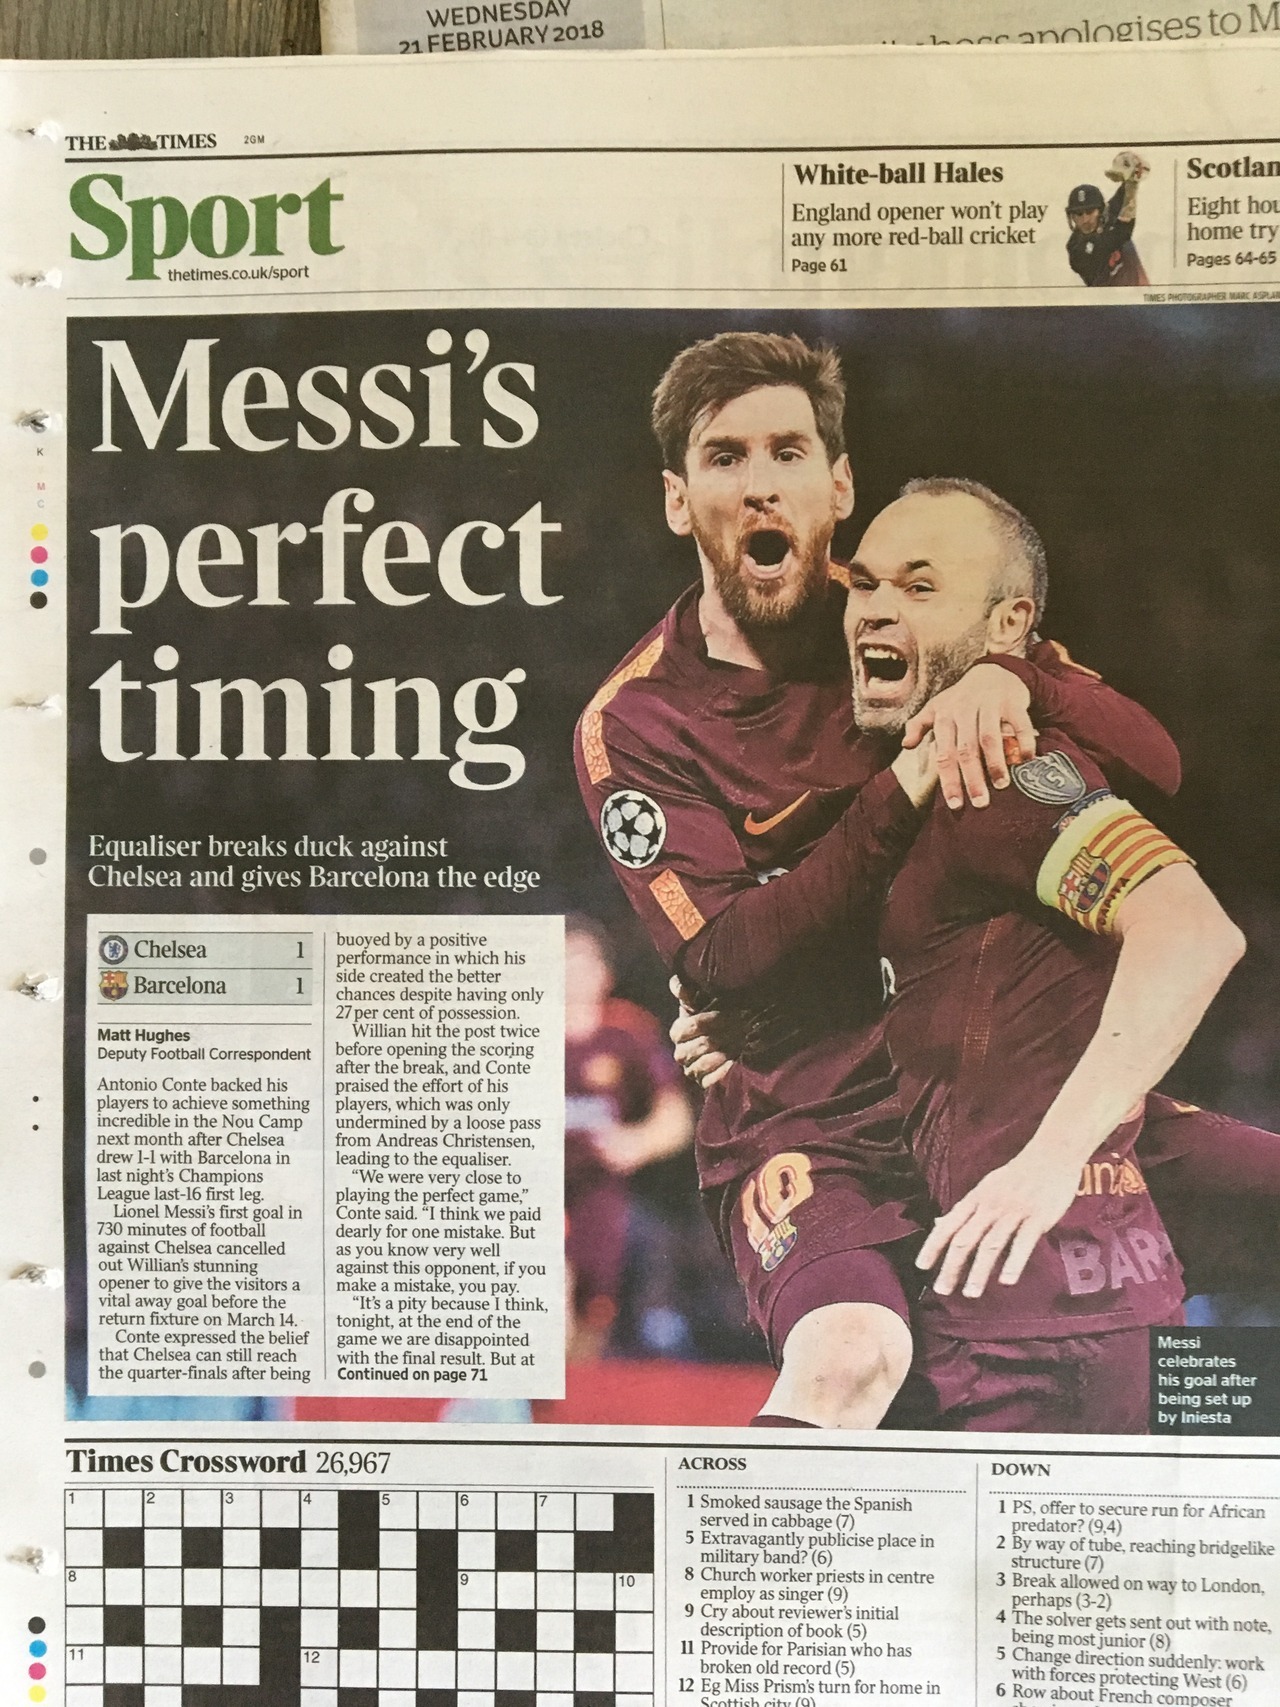 WEDNESDAY
21 FEBRUARY 2018
boss apologises to M
THE TIMES
2GM
Sport
thetimes.co.uk/sport
White-ball Hales
England opener won't play
any more red-ball cricket
Page 61
Scotlan
Eight hou
home try
Pages 64-65
TIMES PHOTOGRAPHER MARC ASPLAN
Messi's
perfect
timing
Equaliser breaks duck against
Chelsea and gives Barcelona the edge
Chelsea 1
Barcelona 1
Matt Hughes
Deputy Football Correspondent
Antonio Conte backed his
players to achieve something
incredible in the Nou Camp
next month after Chelsea
drew 1-1 with Barcelona in
last night's Champions
League last-16 first leg.
Lionel Messi's first goal in
730 minutes of football
against Chelsea cancelled
out Willian's stunning
opener to give the visitors a
vital away goal before the
return fixture on March 14.
Conte expressed the belief
that Chelsea can still reach
the quarter-finals after being
buoyed by a positive
performance in which his
side created the better
chances despite having only
27 per cent of possession.
Willian hit the post twice
before opening the scoring
after the break, and Conte
praised the effort of his
players, which was only
undermined by a loose pass
from Andreas Christensen,
leading to the equaliser.
"We were very close to
playing the perfect game,"
Conte said. "I think we paid
dearly for one mistake. But
as you know very well
against this opponent, if you
make a mistake, you pay.
"It's a pity because I think,
tonight, at the end of the
game we are disappointed
with the final result. But at
Continued on page 71
K
M
C
5
CAPITA
10
BAR
Messi
celebrates
his goal after
being set up
by Iniesta
Times Crossword 26,967
1 2 3 4 5 6 7
8 9 10
11 12
ACROSS
1 Smoked sausage the Spanish
served in cabbage (7)
5 Extravagantly publicise place in
military band? (6)
8 Church worker priests in centre
employ as singer (9)
9 Cry about reviewer's initial
description of book (5)
11 Provide for Parisian who has
broken old record (5)
12 Eg Miss Prism's turn for home in
Scottish city (9)
DOWN
1 PS, offer to secure run for African
predator? (9,4)
2 By way of tube, reaching bridgelike
structure (7)
3 Break allowed on way to London,
perhaps (3-2)
4 The solver gets sent out with note,
being most junior (8)
5 Change direction suddenly: work
with forces protecting West (6)
6 Row about French composer